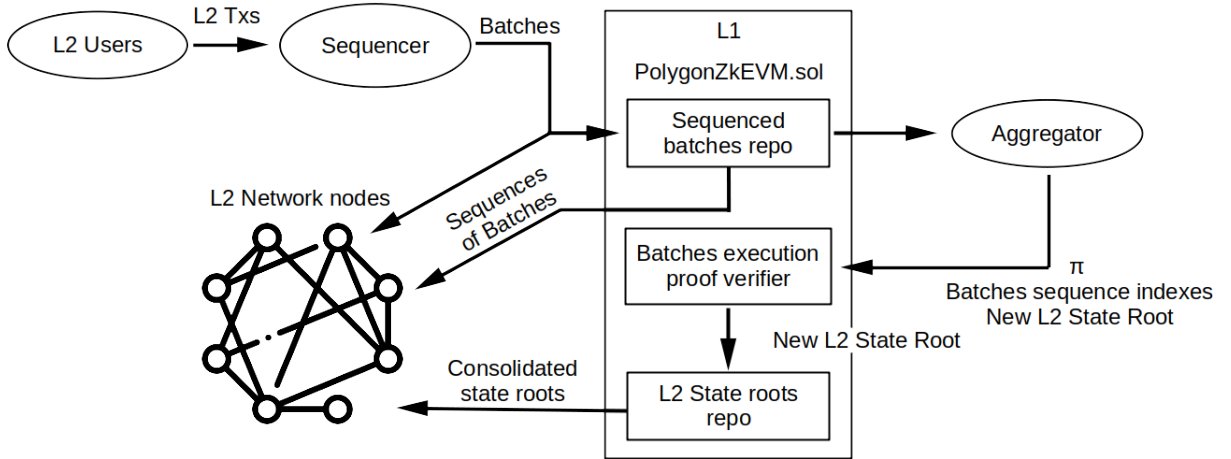 L2 Users
L2 Txs
Sequencer
Batches
L1
PolygonZkEVM.sol
Sequenced
batches repo
Aggregator
L2 Network nodes
Sequences
of Batches
Batches execution
proof verifier
π
Batches sequence indexes
New L2 State Root
New L2 State Root
Consolidated
state roots
L2 State roots
repo